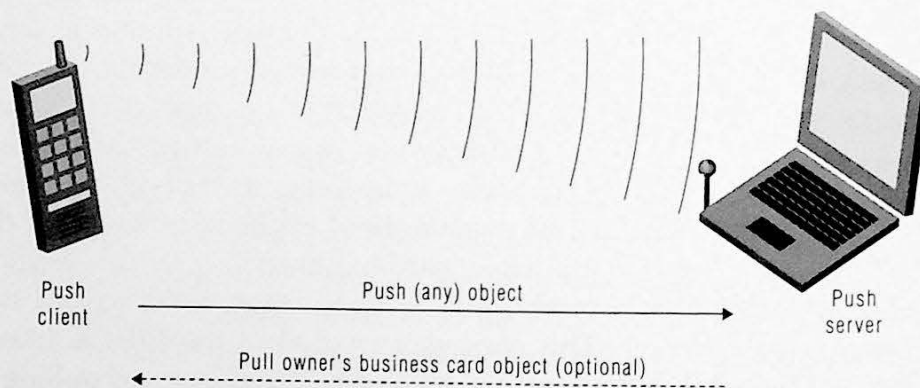 Push
client
Push (any) object
Push
server
Pull owner's business card object (optional)